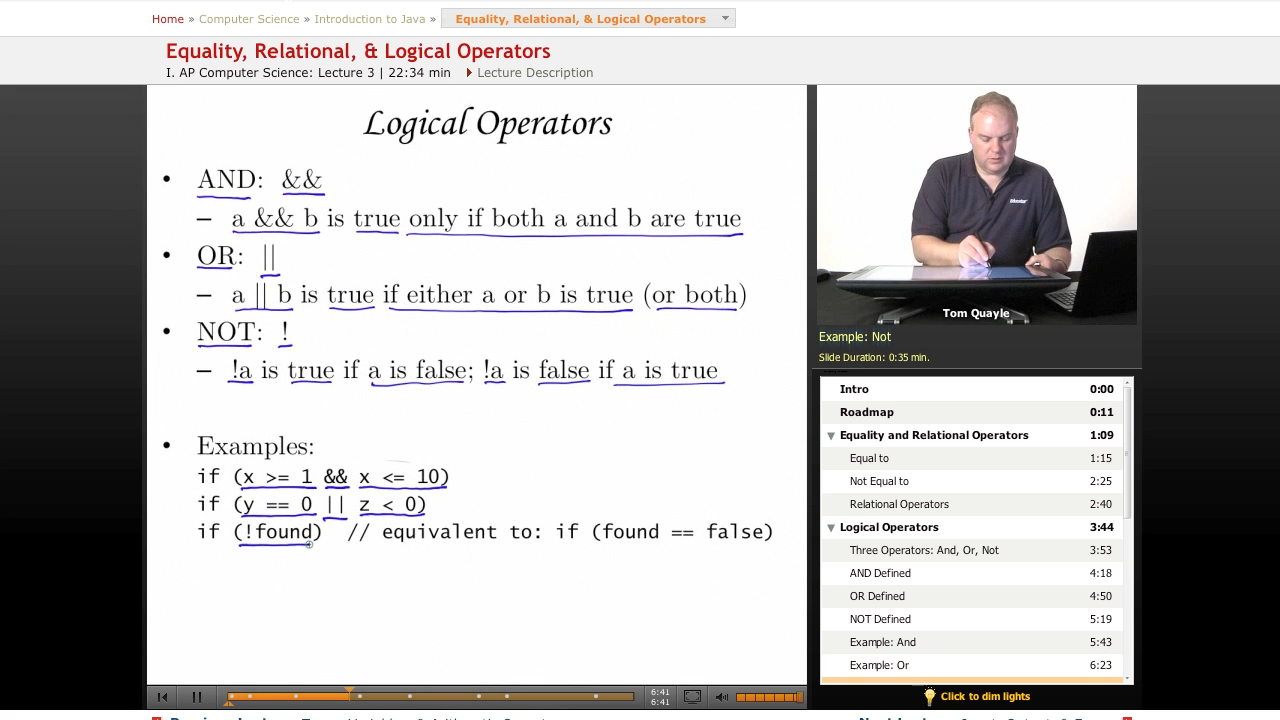 Home » Computer Science » Introduction to Java » Equality, Relational, & Logical Operators
Equality, Relational, & Logical Operators
I. AP Computer Science: Lecture 3 | 22:34 min Lecture Description
Logical Operators
• AND: &&
– a && b is true only if both a and b are true
• OR: ||
– a || b is true if either a or b is true (or both)
• NOT: !
– !a is true if a is false; !a is false if a is true
• Examples:
if (x >= 1 && x <= 10)
if (y == 0 || z < 0)
if (!found) // equivalent to: if (found == false)
Tom Quayle
Example: Not
Slide Duration: 0:35 min.
Intro 0:00
Roadmap 0:11
Equality and Relational Operators 1:09
Equal to 1:15
Not Equal to 2:25
Relational Operators 2:40
Logical Operators 3:44
Three Operators: And, Or, Not 3:53
AND Defined 4:18
OR Defined 4:50
NOT Defined 5:19
Example: And 5:43
Example: Or 6:23
6:41
6:41
Click to dim lights